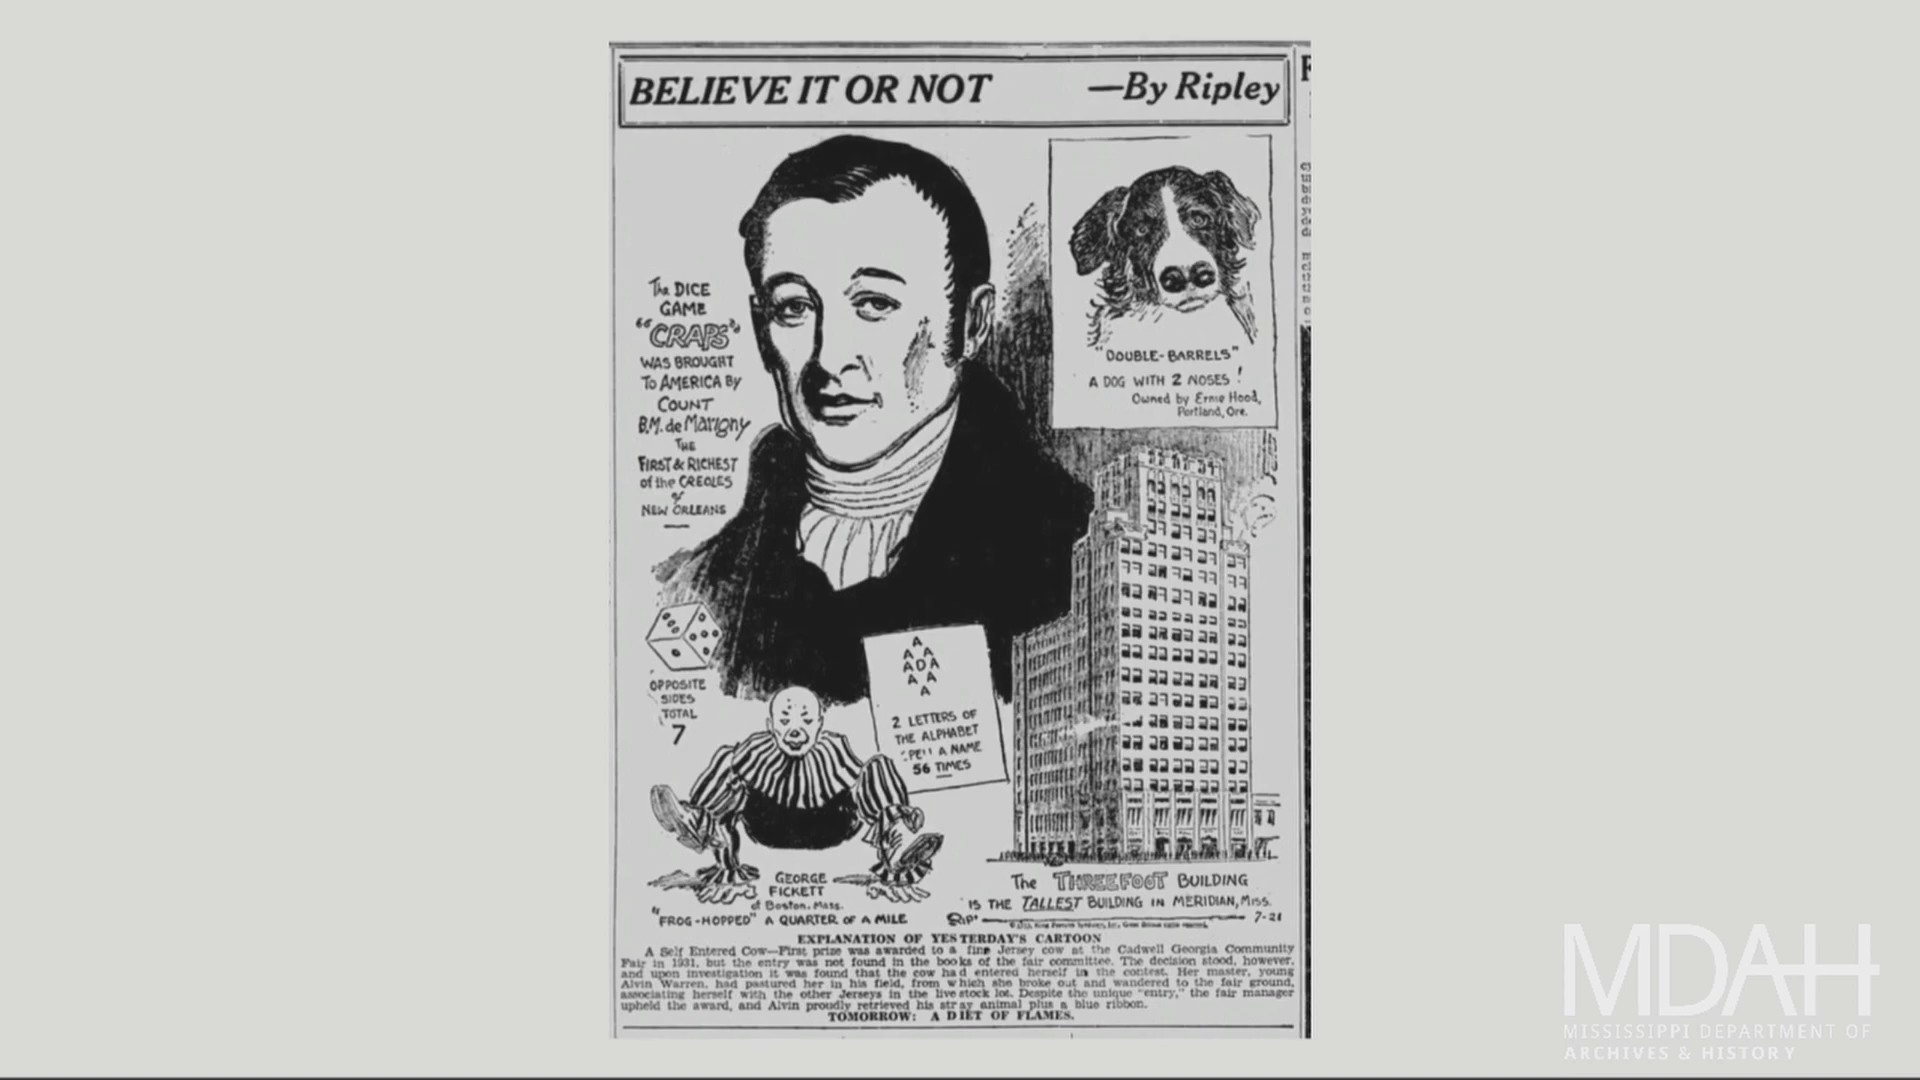 BELIEVE IT OR NOT —By Ripley
The DICE
GAME
"CRAPS"
WAS BROUGHT
TO AMERICA BY
COUNT
B.M. de Marigny
THE
FIRST & RICHEST
of the CREOLES
of
NEW ORLEANS
"DOUBLE-BARRELS"
A DOG WITH 2 NOSES!
Owned by Ernie Hood,
Portland, Ore.
OPPOSITE
SIDES
TOTAL
7
A
A A
A D A
A A
A
2 LETTERS OF
THE ALPHABET
SPELL A NAME
56 TIMES
GEORGE
FICKETT
of Boston, Mass.
"FROG-HOPPED" A QUARTER OF A MILE
The THREEFOOT BUILDING
IS THE TALLEST BUILDING IN MERIDIAN, MISS.
RIP 7-21
EXPLANATION OF YESTERDAY'S CARTOON
A Self Entered Cow—First prize was awarded to a fine Jersey cow at the Cadwell Georgia Community
Fair in 1931, but the entry was not found in the books of the fair committee. The decision stood, however,
and upon investigation it was found that the cow had entered herself in the contest. Her master, young
Alvin Warren, had pastured her in his field, from which she broke out and wandered to the fair ground,
associating herself with the other Jerseys in the live stock lot. Despite the unique "entry," the fair manager
upheld the award, and Alvin proudly retrieved his stray animal plus a blue ribbon.
TOMORROW: A DIET OF FLAMES.
MDAH
MISSISSIPPI DEPARTMENT OF
ARCHIVES & HISTORY